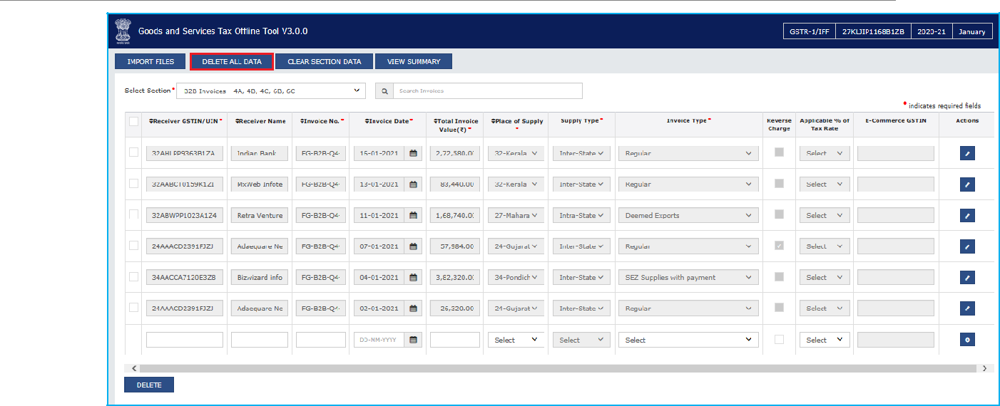 Goods and Services Tax Offline Tool V3.0.0
GSTR-1/IFF 27KLJIP1168B1ZB 2020-21 January
IMPORT FILES DELETE ALL DATA CLEAR SECTION DATA VIEW SUMMARY
Select Section* B2B Invoices 4A, 4B, 4C, 6B, 6C Search Invoices
* indicates required fields
Receiver GSTIN/UIN* Receiver Name Invoice No.* Invoice Date* Total Invoice Place of Supply Supply Type* Invoice Type* Reverse Applicable % of E-Commerce GSTIN Actions
Value(₹) * * Charge Tax Rate
Indian Bank FG-B2B-Q4- 2,72,580.00 32-Kerala Inter-State Regular Select
MxWeb Infote FG-B2B-Q4- 13-01-2021 83,440.00 32-Kerala Inter-State Regular Select
32ABWPP1023A1Z4 Retra Venture FG-B2B-Q4- 11-01-2021 1,68,740.0 27-Mahara Intra-State Deemed Exports Select
24AAACD2391FJZJ Adaequare Ne FG-B2B-Q4- 07-01-2021 57,984.00 24-Gujarat Inter-State Regular Select
34AACCA7120E3Z8 Bizwizard info FG-B2B-Q4- 04-01-2021 3,82,320.00 34-Pondich Inter-State SEZ Supplies with payment Select
24AAACD2391FJZJ Adaequare Ne FG-B2B-Q4- 02-01-2021 26,320.00 24-Gujarat Inter-State Regular Select
DD-MM-YYYY Select Select Select Select
DELETE